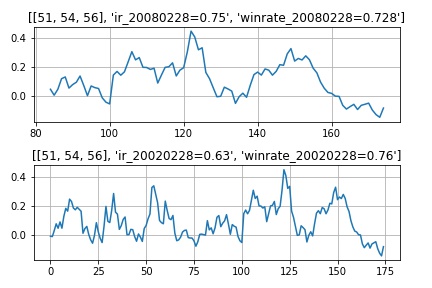 [[51, 54, 56], 'ir_20080228=0.75', 'winrate_20080228=0.728']
0.4
0.2
0.0
80 100 120 140 160
[[51, 54, 56], 'ir_20020228=0.63', 'winrate_20020228=0.76']
0.4
0.2
0.0
0 25 50 75 100 125 150 175